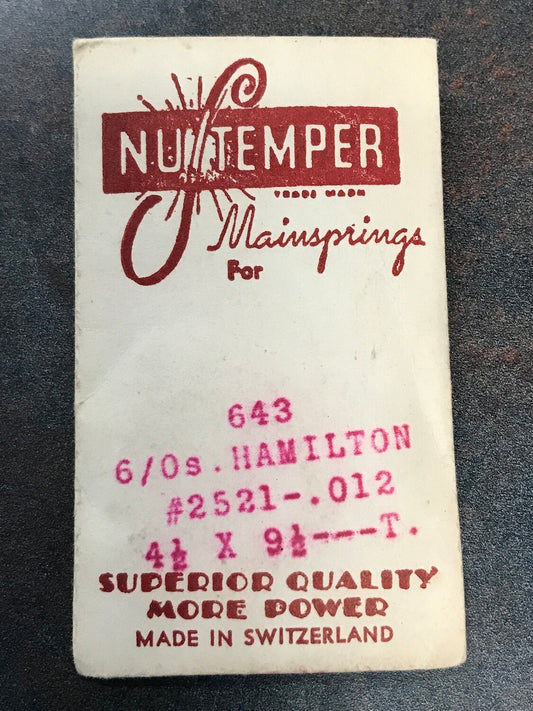 NU TEMPER
TRADE MARK
Mainsprings
For
643
6/0s. HAMILTON
#2521-.012
4½ X 9½---T.
SUPERIOR QUALITY
MORE POWER
MADE IN SWITZERLAND